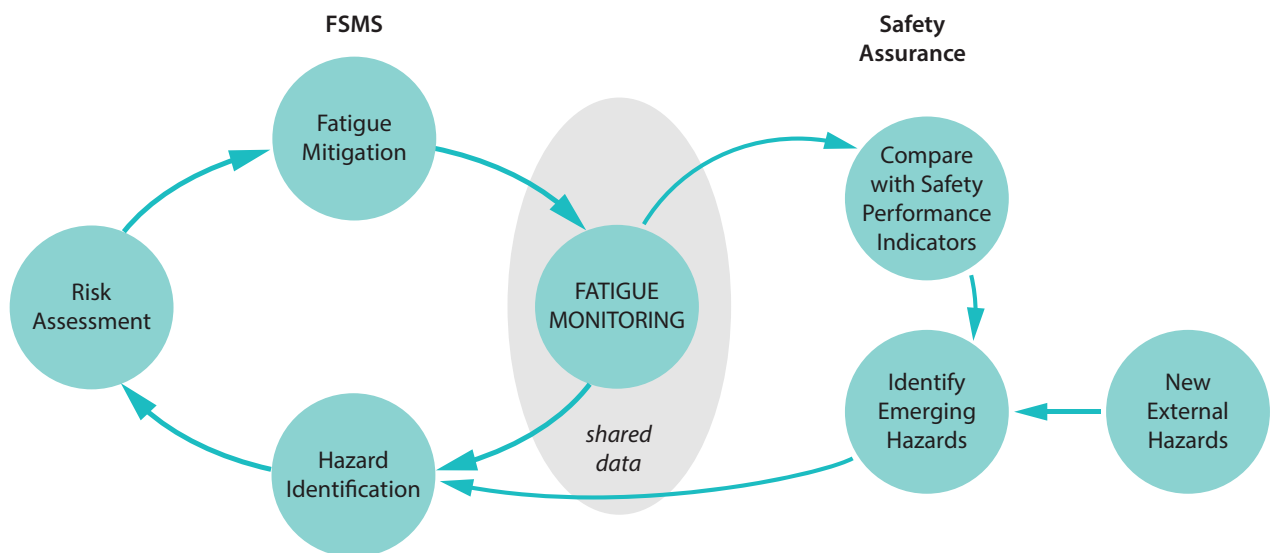 FSMS
Safety
Assurance
Fatigue
Mitigation
Compare
with Safety
Performance
Indicators
Risk
Assessment
FATIGUE
MONITORING
Identify
Emerging
Hazards
New
External
Hazards
shared
data
Hazard
Identification